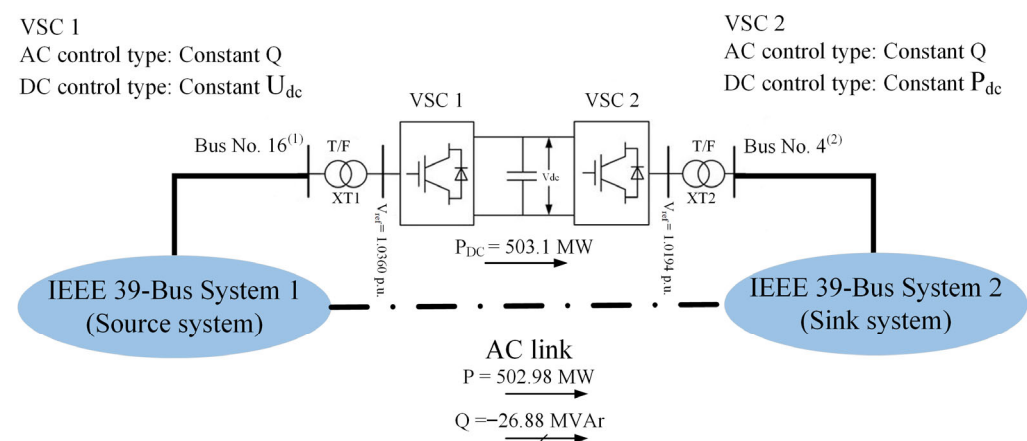 VSC 1
AC control type: Constant Q
DC control type: Constant Udc
VSC 2
AC control type: Constant Q
DC control type: Constant Pdc
VSC 1
VSC 2
Bus No. 16(1)
T/F
XT1
Vref= 1.0360 p.u.
Vdc
Vref= 1.0194 p.u.
T/F
XT2
Bus No. 4(2)
PDC = 503.1 MW
IEEE 39-Bus System 1
(Source system)
IEEE 39-Bus System 2
(Sink system)
AC link
P = 502.98 MW
Q =−26.88 MVAr